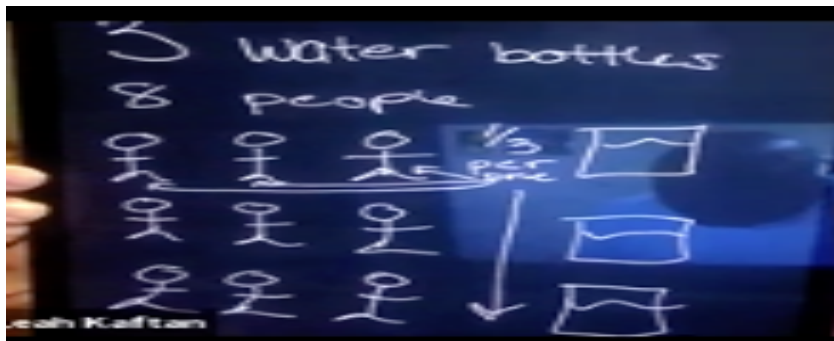 3 water bottles
8 people
1/3
per
one
Leah Kaftan